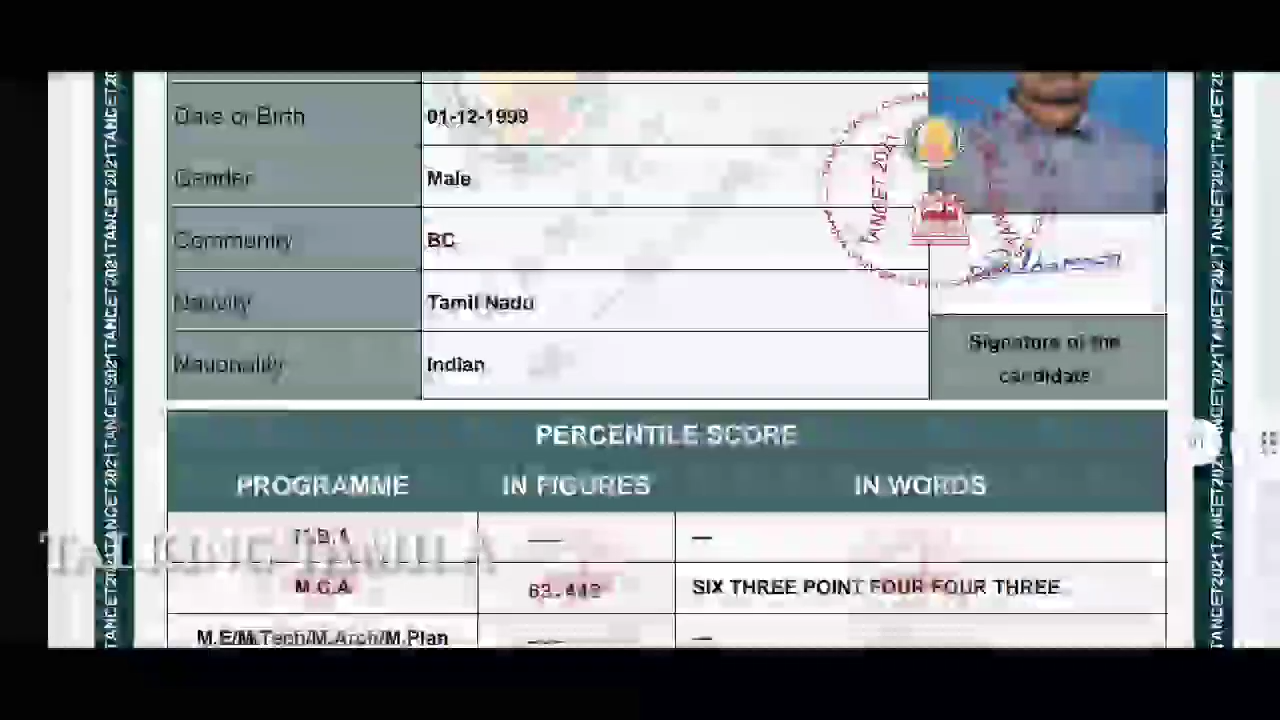 Date of Birth 01-12-1999
Gender Male
Community BC
Nativity Tamil Nadu
Nationality Indian
TANCET 2021
Signature of the
candidate
PERCENTILE SCORE
PROGRAMME IN FIGURES IN WORDS
M.B.A — —
TALKING TAMILA
M.C.A 63.443 SIX THREE POINT FOUR FOUR THREE
M.E/M.Tech/M.Arch/M.Plan — —
TANCET2021TANCET2021TANCET2021TANCET2021TANCET2021
TANCET2021TANCET2021TANCET2021TANCET2021TANCET2021